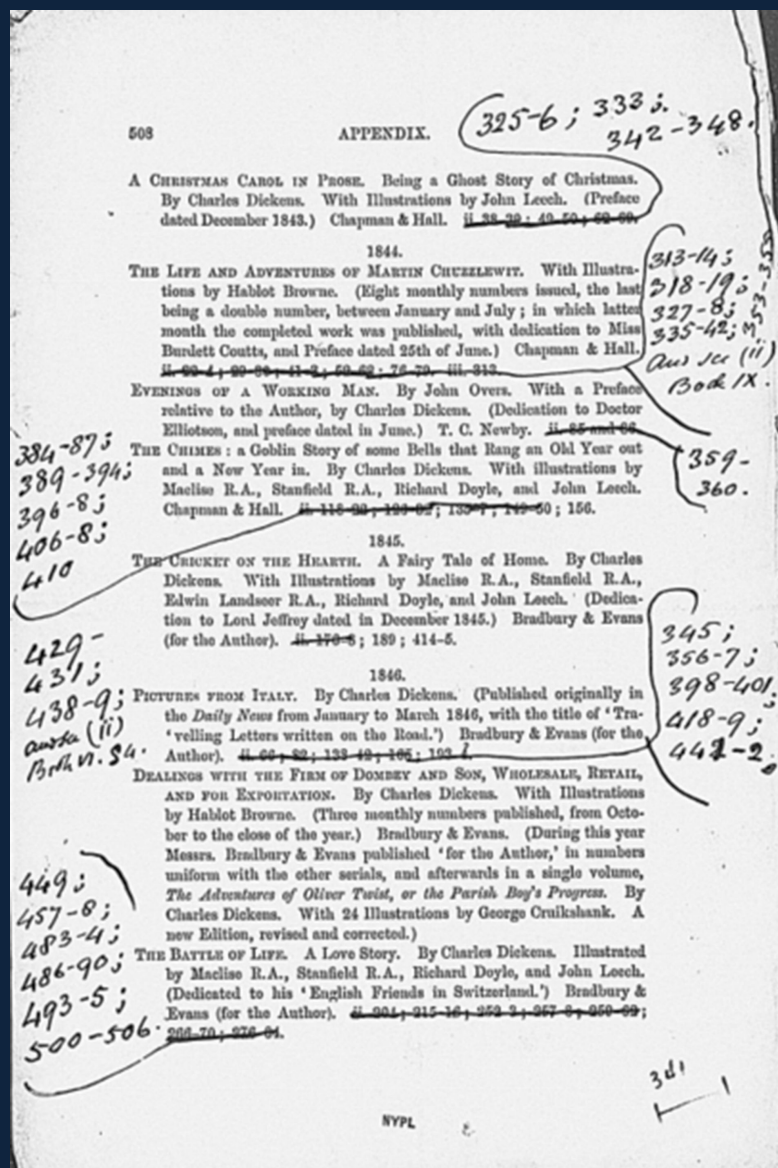 508 APPENDIX.
325-6; 333;
342-348.
A CHRISTMAS CAROL IN PROSE. Being a Ghost Story of Christmas.
By Charles Dickens. With Illustrations by John Leech. (Preface
dated December 1843.) Chapman & Hall.
1844.
THE LIFE AND ADVENTURES OF MARTIN CHUZZLEWIT. With Illustra-
tions by Hablot Browne. (Eight monthly numbers issued, the last
being a double number, between January and July; in which latter
month the completed work was published, with dedication to Miss
Burdett Coutts, and Preface dated 25th of June.) Chapman & Hall.
313-14;
318-19;
327-8;
335-42;
and see (ii)
Book IX.
EVENINGS OF A WORKING MAN. By John Overs. With a Preface
relative to the Author, by Charles Dickens. (Dedication to Doctor
Elliotson, and preface dated in June.) T. C. Newby.
359-
360.
THE CHIMES: a Goblin Story of some Bells that Rang an Old Year out
and a New Year in. By Charles Dickens. With illustrations by
Maclise R.A., Stanfield R.A., Richard Doyle, and John Leech.
Chapman & Hall. ; 156.
384-87;
389-394;
396-8;
406-8;
410
1845.
THE CRICKET ON THE HEARTH. A Fairy Tale of Home. By Charles
Dickens. With Illustrations by Maclise R.A., Stanfield R.A.,
Edwin Landseer R.A., Richard Doyle, and John Leech. (Dedica-
tion to Lord Jeffrey dated in December 1845.) Bradbury & Evans
(for the Author). ; 189; 414-5.
429-
431;
438-9;
(ii)
1846.
PICTURES FROM ITALY. By Charles Dickens. (Published originally in
the Daily News from January to March 1846, with the title of 'Tra-
'velling Letters written on the Road.') Bradbury & Evans (for the
Author).
345;
356-7;
398-401;
418-9;
DEALINGS WITH THE FIRM OF DOMBEY AND SON, WHOLESALE, RETAIL,
AND FOR EXPORTATION. By Charles Dickens. With Illustrations
by Hablot Browne. (Three monthly numbers published, from Octo-
ber to the close of the year.) Bradbury & Evans. (During this year
Messrs. Bradbury & Evans published 'for the Author,' in numbers
uniform with the other serials, and afterwards in a single volume,
The Adventures of Oliver Twist, or the Parish Boy's Progress. By
Charles Dickens. With 24 Illustrations by George Cruikshank. A
new Edition, revised and corrected.)
THE BATTLE OF LIFE. A Love Story. By Charles Dickens. Illustrated
by Maclise R.A., Stanfield R.A., Richard Doyle, and John Leech.
(Dedicated to his 'English Friends in Switzerland.') Bradbury &
Evans (for the Author).
449;
457-8;
483-4;
486-90;
493-5;
500-506.
NYPL